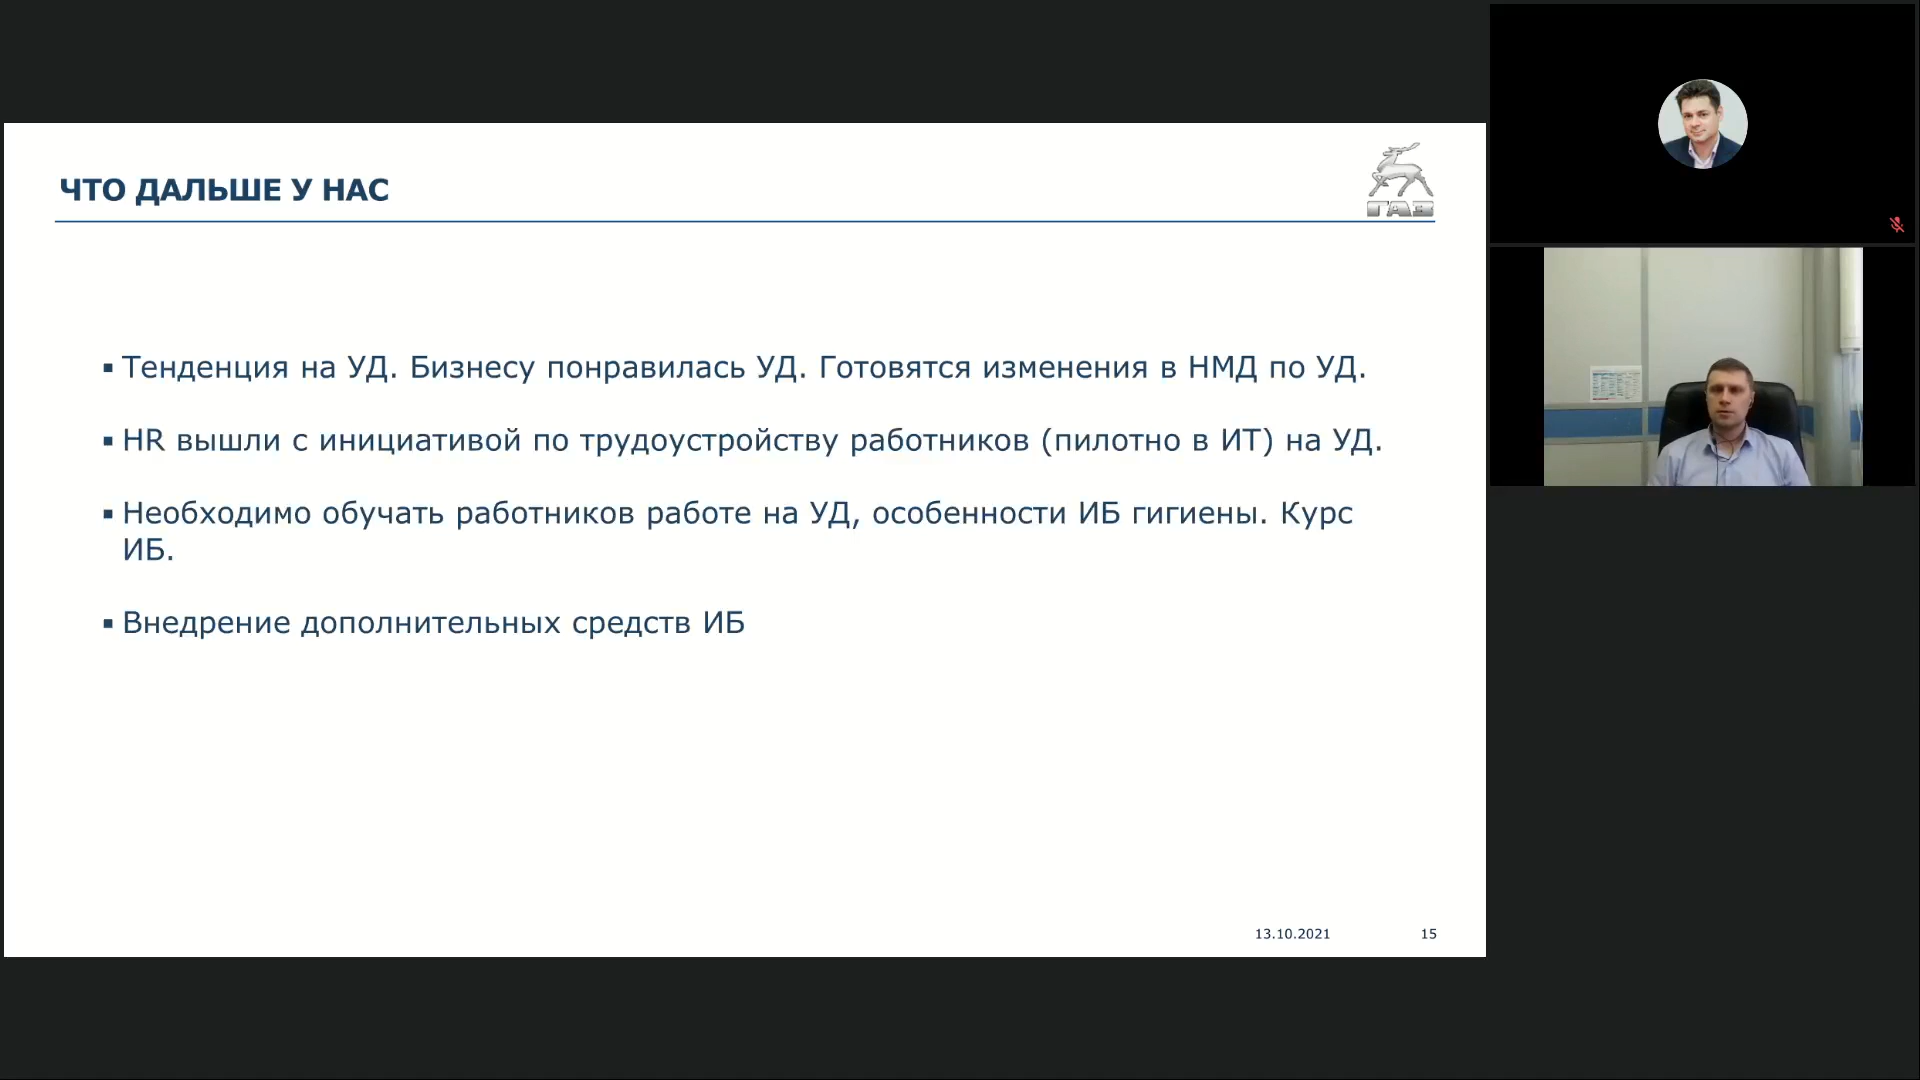 ЧТО ДАЛЬШЕ У НАС
ГАЗ
▪ Тенденция на УД. Бизнесу понравилась УД. Готовятся изменения в НМД по УД.
▪ HR вышли с инициативой по трудоустройству работников (пилотно в ИТ) на УД.
▪ Необходимо обучать работников работе на УД, особенности ИБ гигиены. Курс
ИБ.
▪ Внедрение дополнительных средств ИБ
13.10.2021
15